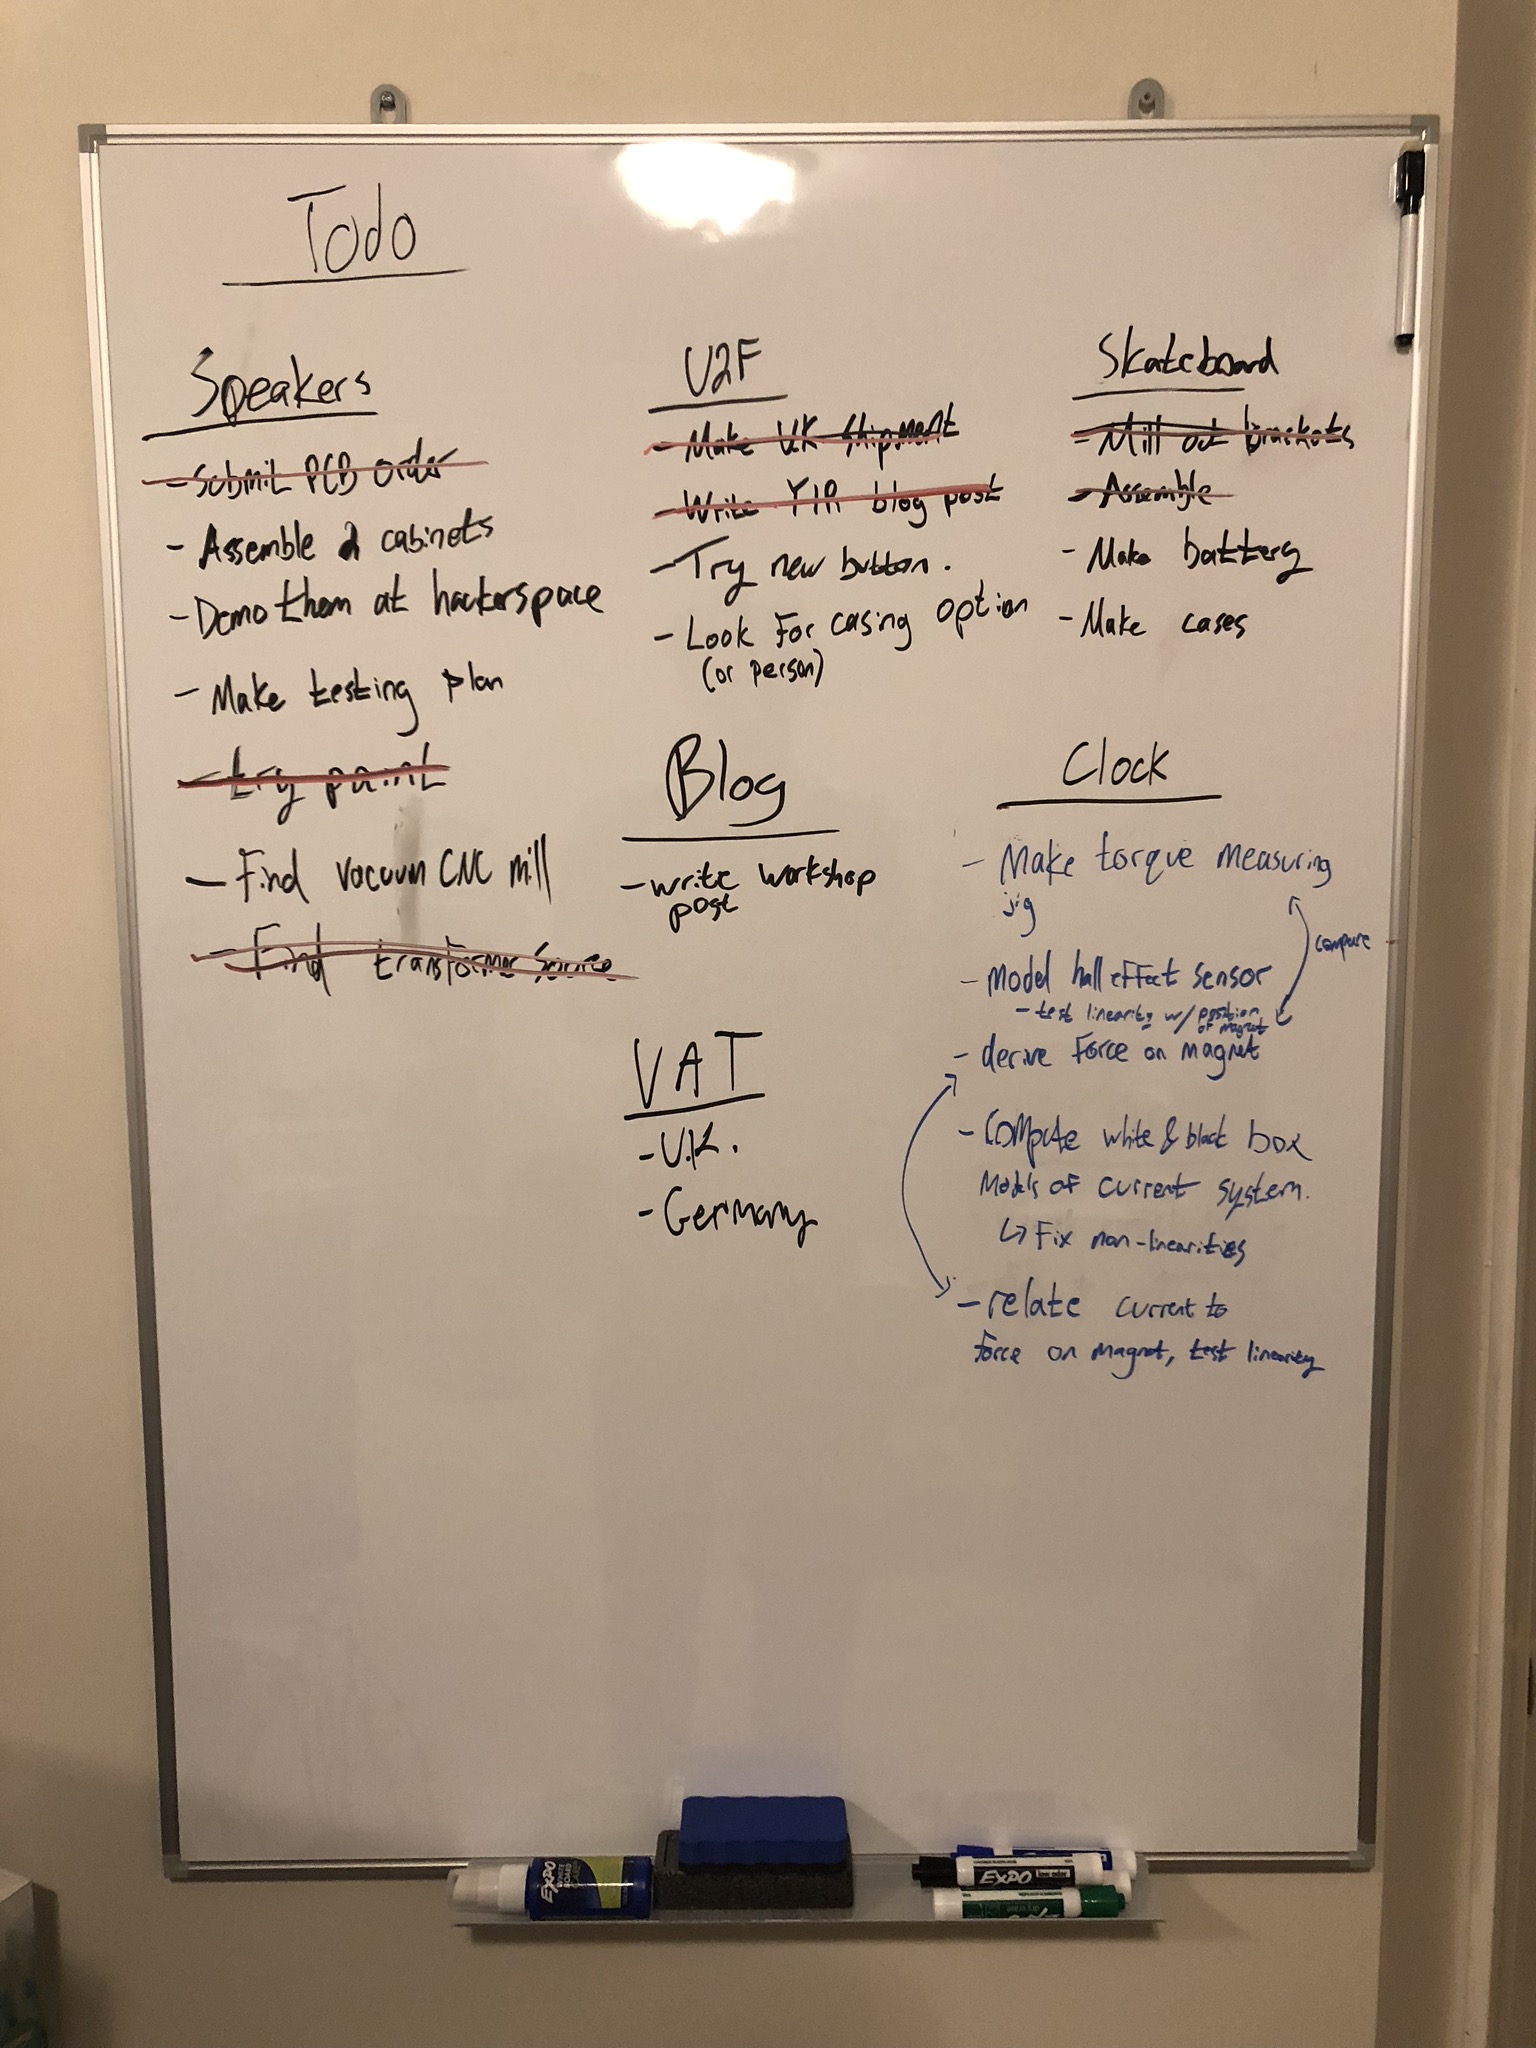 Todo
Speakers
- Submit PCB order
- Assemble 2 cabinets
- Demo them at hackerspace
- Make testing plan
- try paint
- Find vacuum CNC mill
- Find transformer source
U2F
- Make U.K shipment
- Write YIR blog post
- Try new button.
- Look For casing option
(or person)
Skateboard
- Mill out brackets
- Assemble
- Make battery
- Make cases
Blog
- write workshop
post
VAT
- U.K.
- Germany
Clock
- Make torque measuring
jig
compare
- Model hall effect sensor
- test linearity w/ position
of magnet
- derive Force on magnet
- Compute white & black box
Models of current system.
↳ Fix non-linearities
- relate current to
Force on magnet, test linearity
EXPO
EXPO